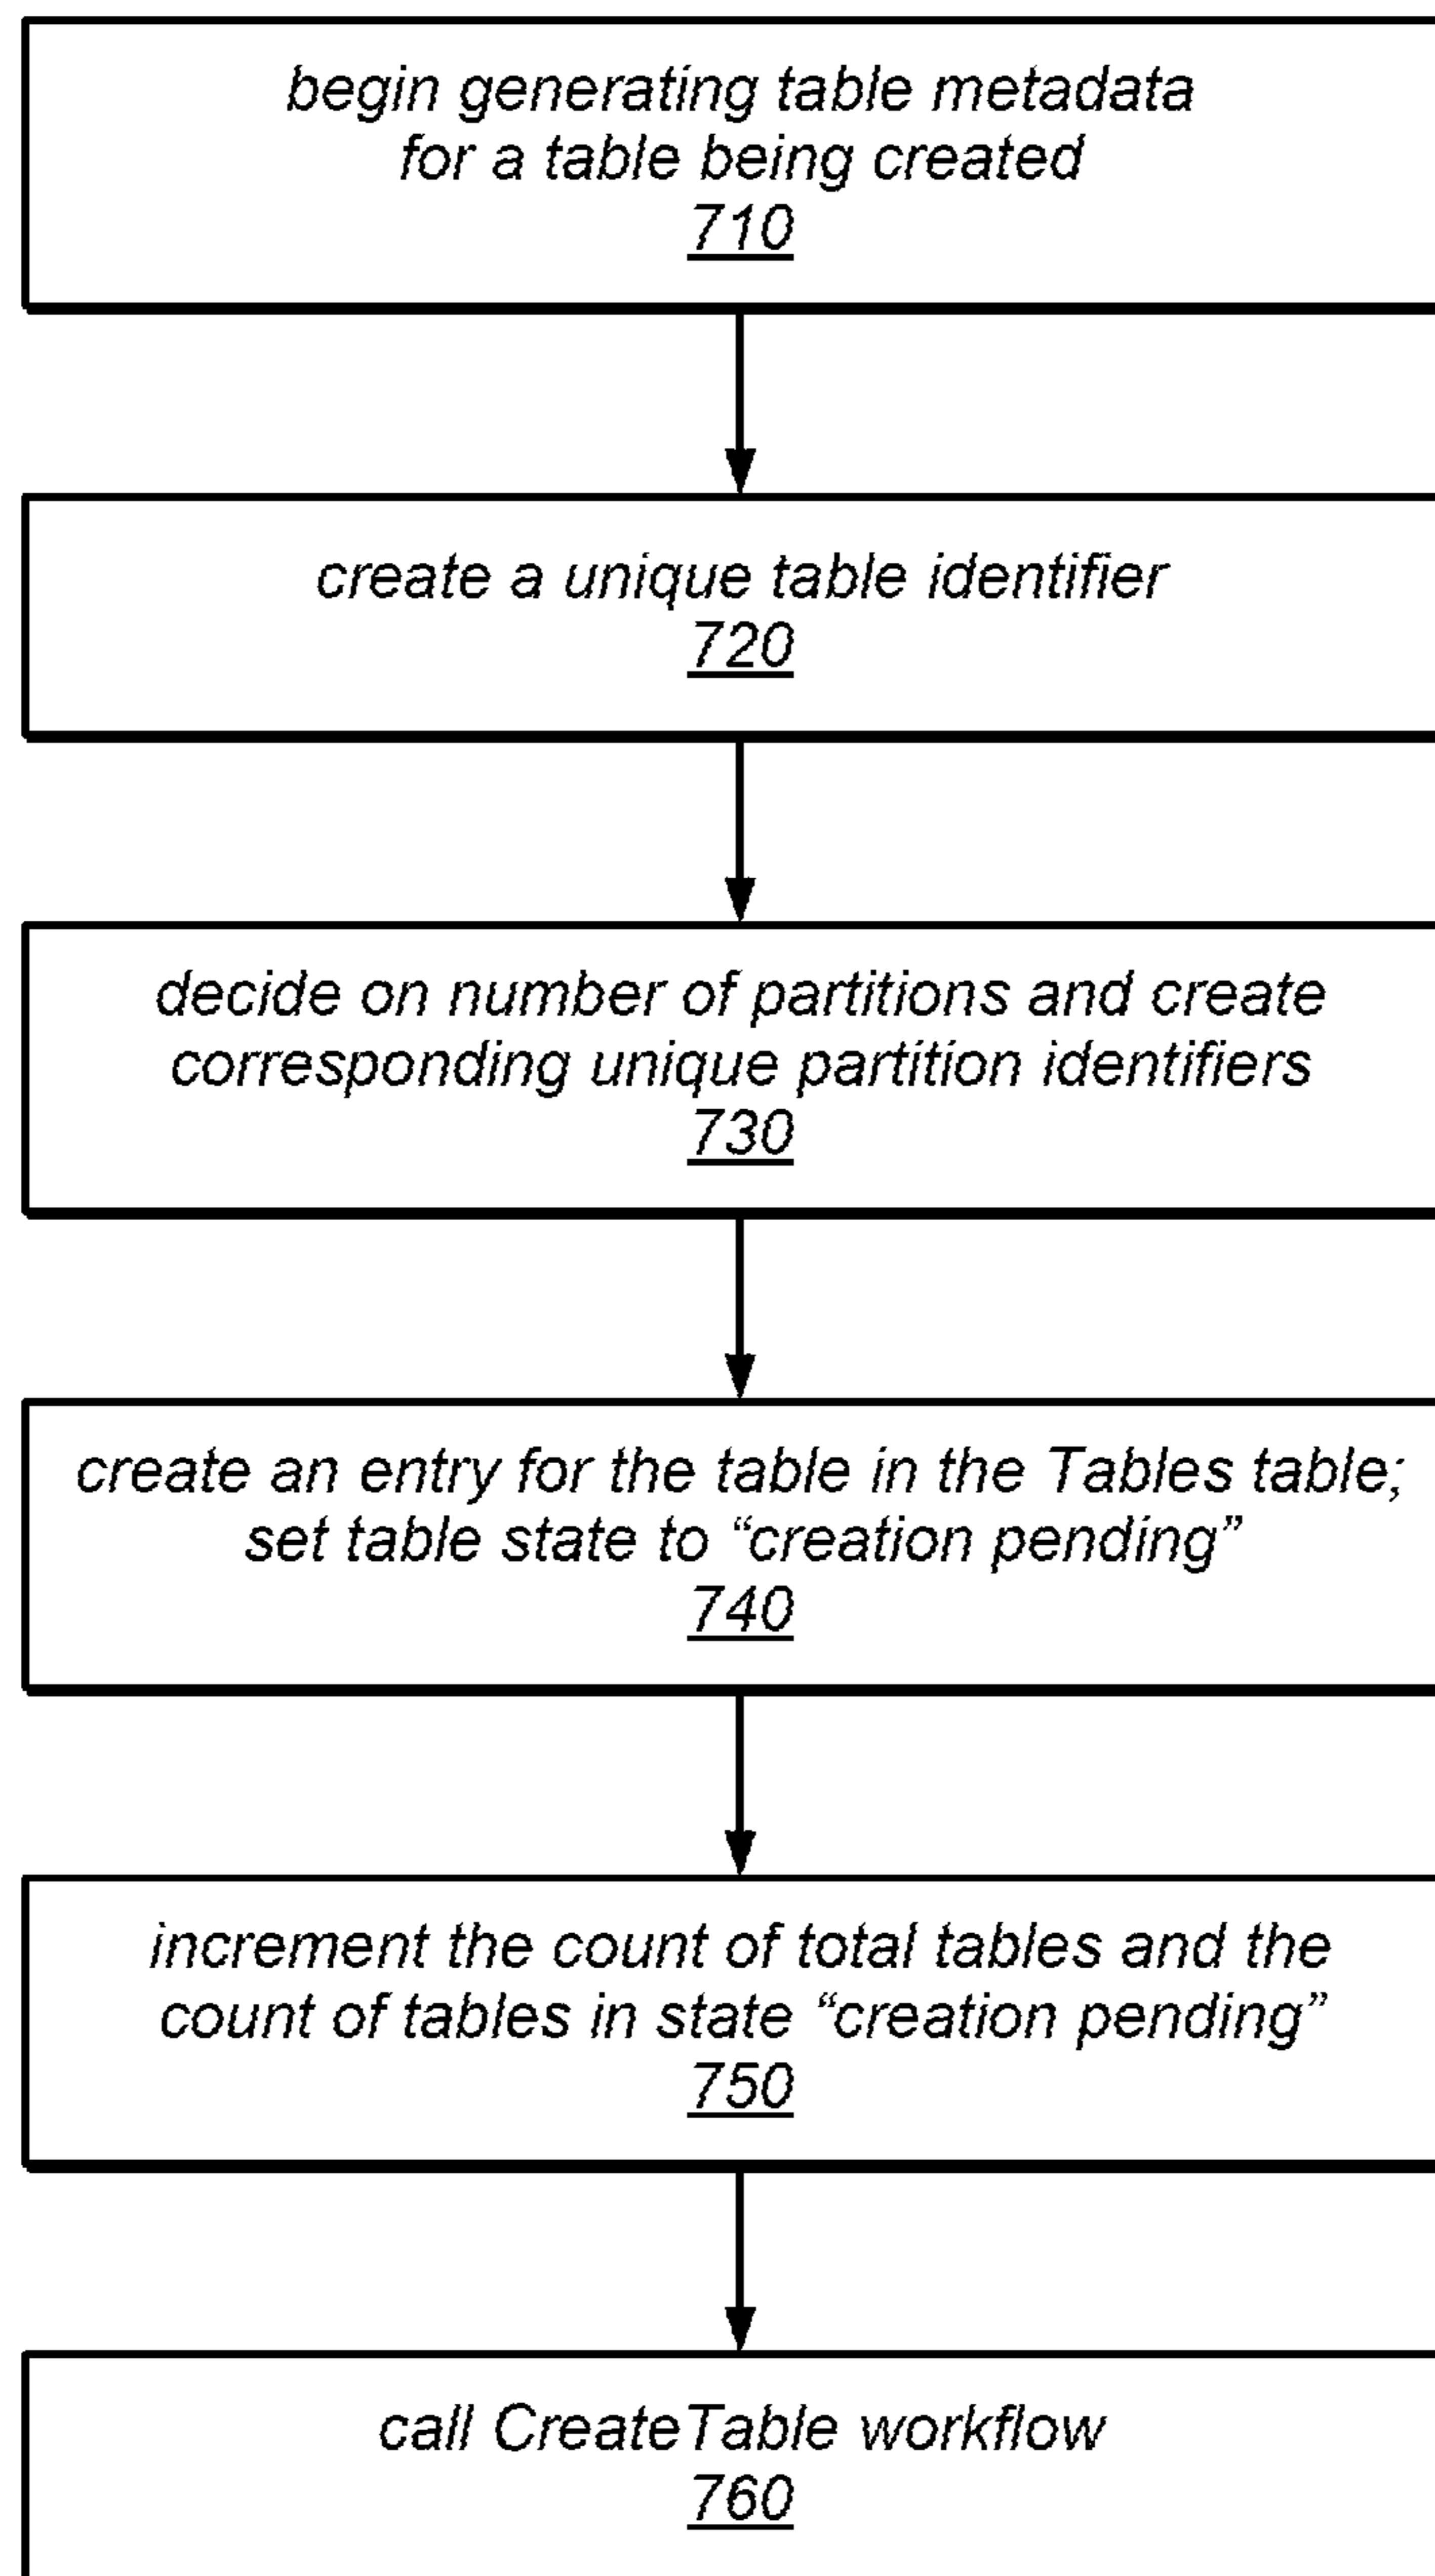 begin generating table metadata
for a table being created
710
create a unique table identifier
720
decide on number of partitions and create
corresponding unique partition identifiers
730
create an entry for the table in the Tables table;
set table state to “creation pending”
740
increment the count of total tables and the
count of tables in state “creation pending”
750
call CreateTable workflow
760